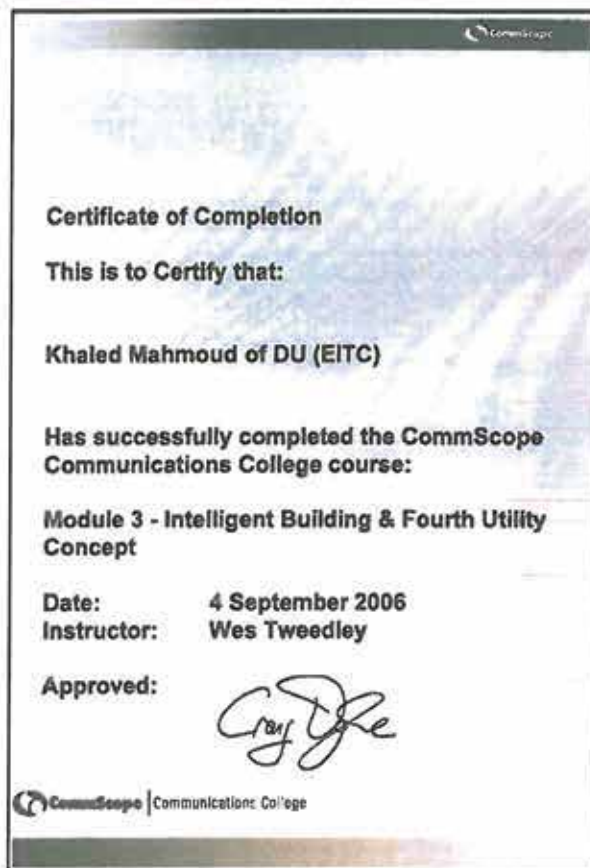 CommScope
Certificate of Completion
This is to Certify that:
Khaled Mahmoud of DU (EITC)
Has successfully completed the CommScope
Communications College course:
Module 3 - Intelligent Building & Fourth Utility
Concept
Date: 4 September 2006
Instructor: Wes Tweedley
Approved:
CommScope | Communications College